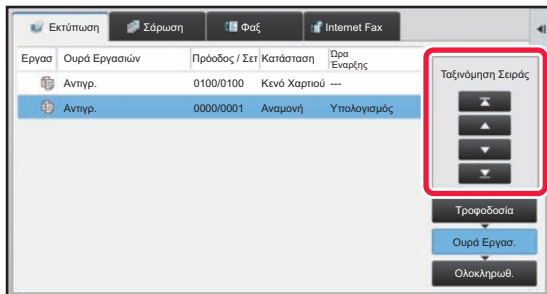 Εκτύπωση
Σάρωση
Φαξ
Internet Fax
Εργασ Ουρά Εργασιών Πρόοδος / Σετ Κατάσταση Ώρα Έναρξης
Αντιγρ. 0100/0100 Κενό Χαρτιού ---
Αντιγρ. 0000/0001 Αναμονή Υπολογισμός
Ταξινόμηση Σειράς
Τροφοδοσία
Ουρά Εργασ.
Ολοκληρωθ.